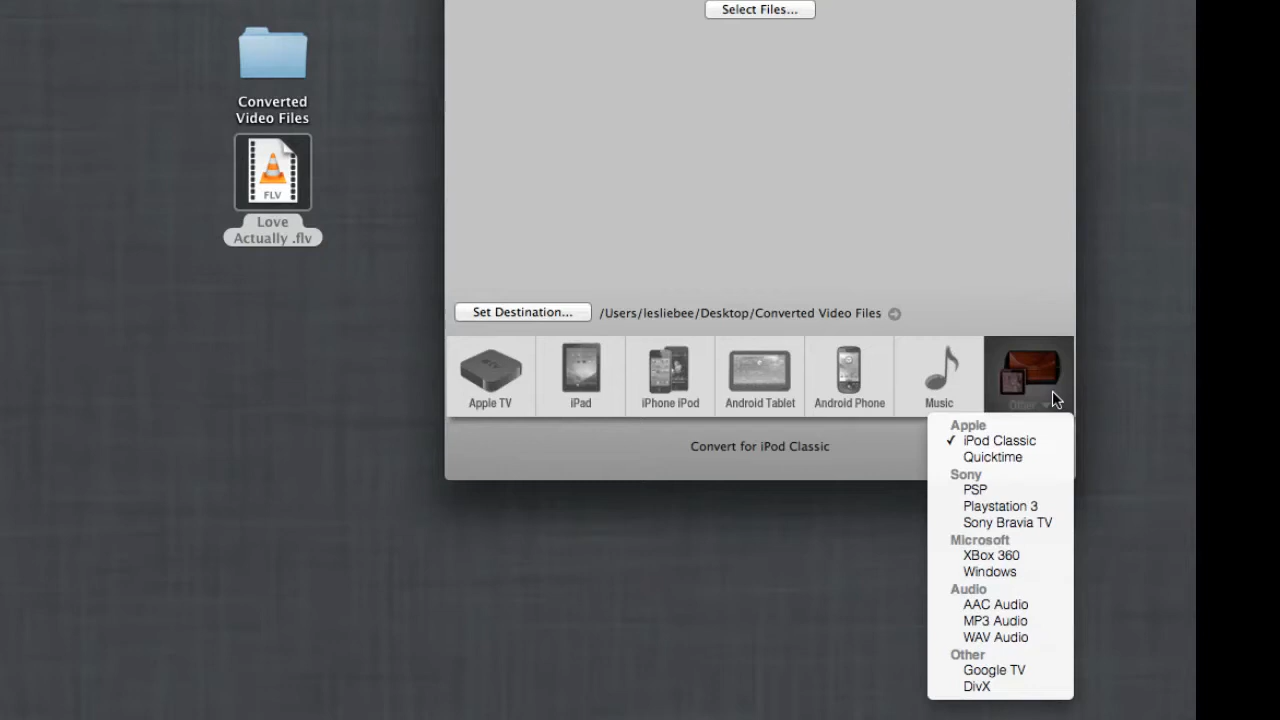 Select Files...
Converted
Video Files
FLV
Love
Actually .flv
Set Destination...
/Users/lesliebee/Desktop/Converted Video Files
tv
Apple TV
iPad
iPhone iPod
Android Tablet
Android Phone
Music
Other
Convert for iPod Classic
Apple
✓ iPod Classic
Quicktime
Sony
PSP
Playstation 3
Sony Bravia TV
Microsoft
XBox 360
Windows
Audio
AAC Audio
MP3 Audio
WAV Audio
Other
Google TV
DivX